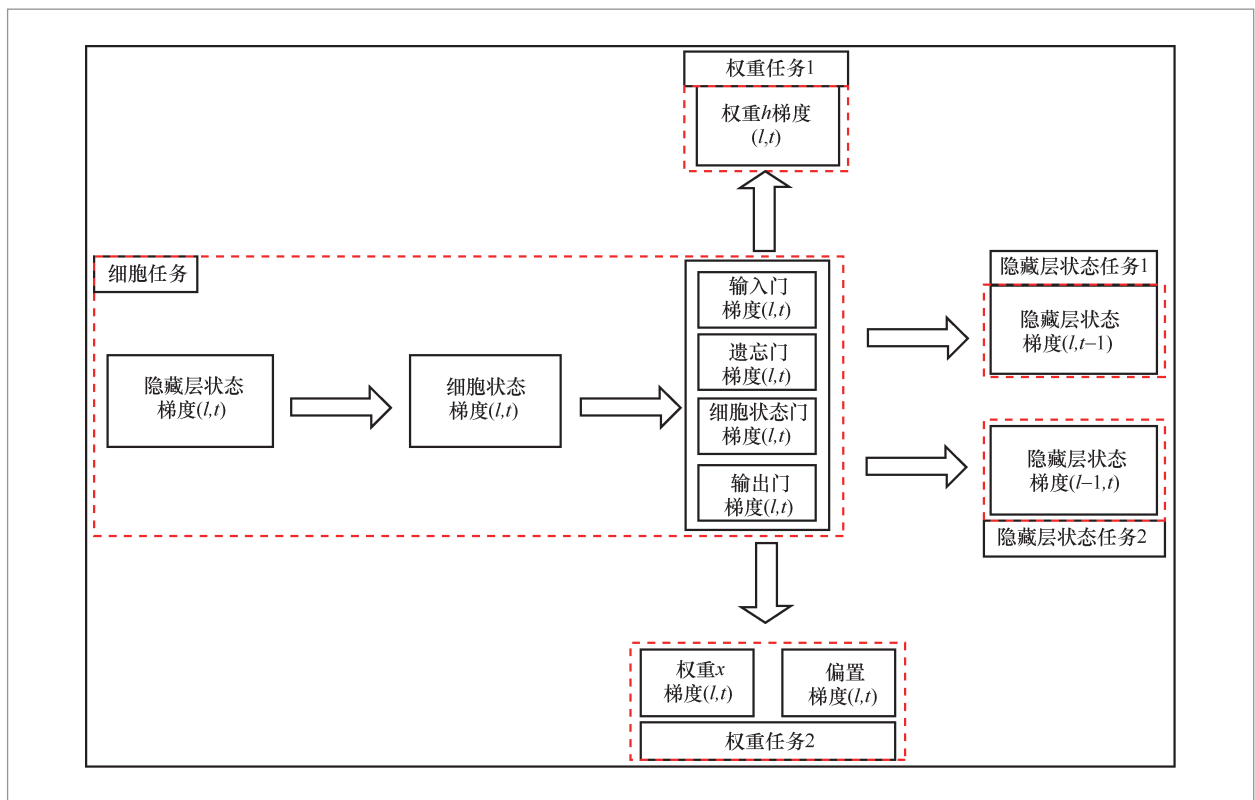 权重任务1
权重h梯度
(l,t)
细胞任务
隐藏层状态
梯度(l,t)
细胞状态
梯度(l,t)
输入门
梯度(l,t)
遗忘门
梯度(l,t)
细胞状态门
梯度(l,t)
输出门
梯度(l,t)
隐藏层状态任务1
隐藏层状态
梯度(l,t−1)
隐藏层状态
梯度(l−1,t)
隐藏层状态任务2
权重x
梯度(l,t)
偏置
梯度(l,t)
权重任务2